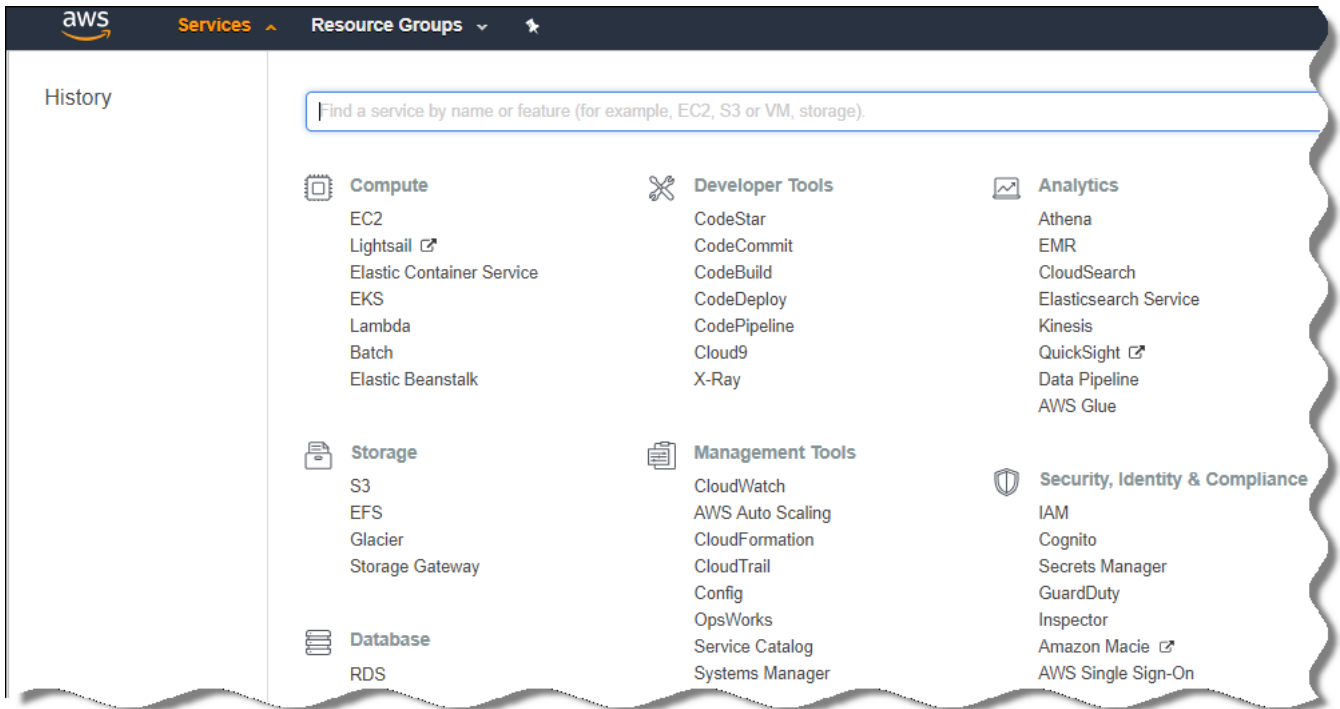 aws Services Resource Groups
History
Find a service by name or feature (for example, EC2, S3 or VM, storage).
Compute
EC2
Lightsail
Elastic Container Service
EKS
Lambda
Batch
Elastic Beanstalk
Storage
S3
EFS
Glacier
Storage Gateway
Database
RDS
Developer Tools
CodeStar
CodeCommit
CodeBuild
CodeDeploy
CodePipeline
Cloud9
X-Ray
Management Tools
CloudWatch
AWS Auto Scaling
CloudFormation
CloudTrail
Config
OpsWorks
Service Catalog
Systems Manager
Analytics
Athena
EMR
CloudSearch
Elasticsearch Service
Kinesis
QuickSight
Data Pipeline
AWS Glue
Security, Identity & Compliance
IAM
Cognito
Secrets Manager
GuardDuty
Inspector
Amazon Macie
AWS Single Sign-On